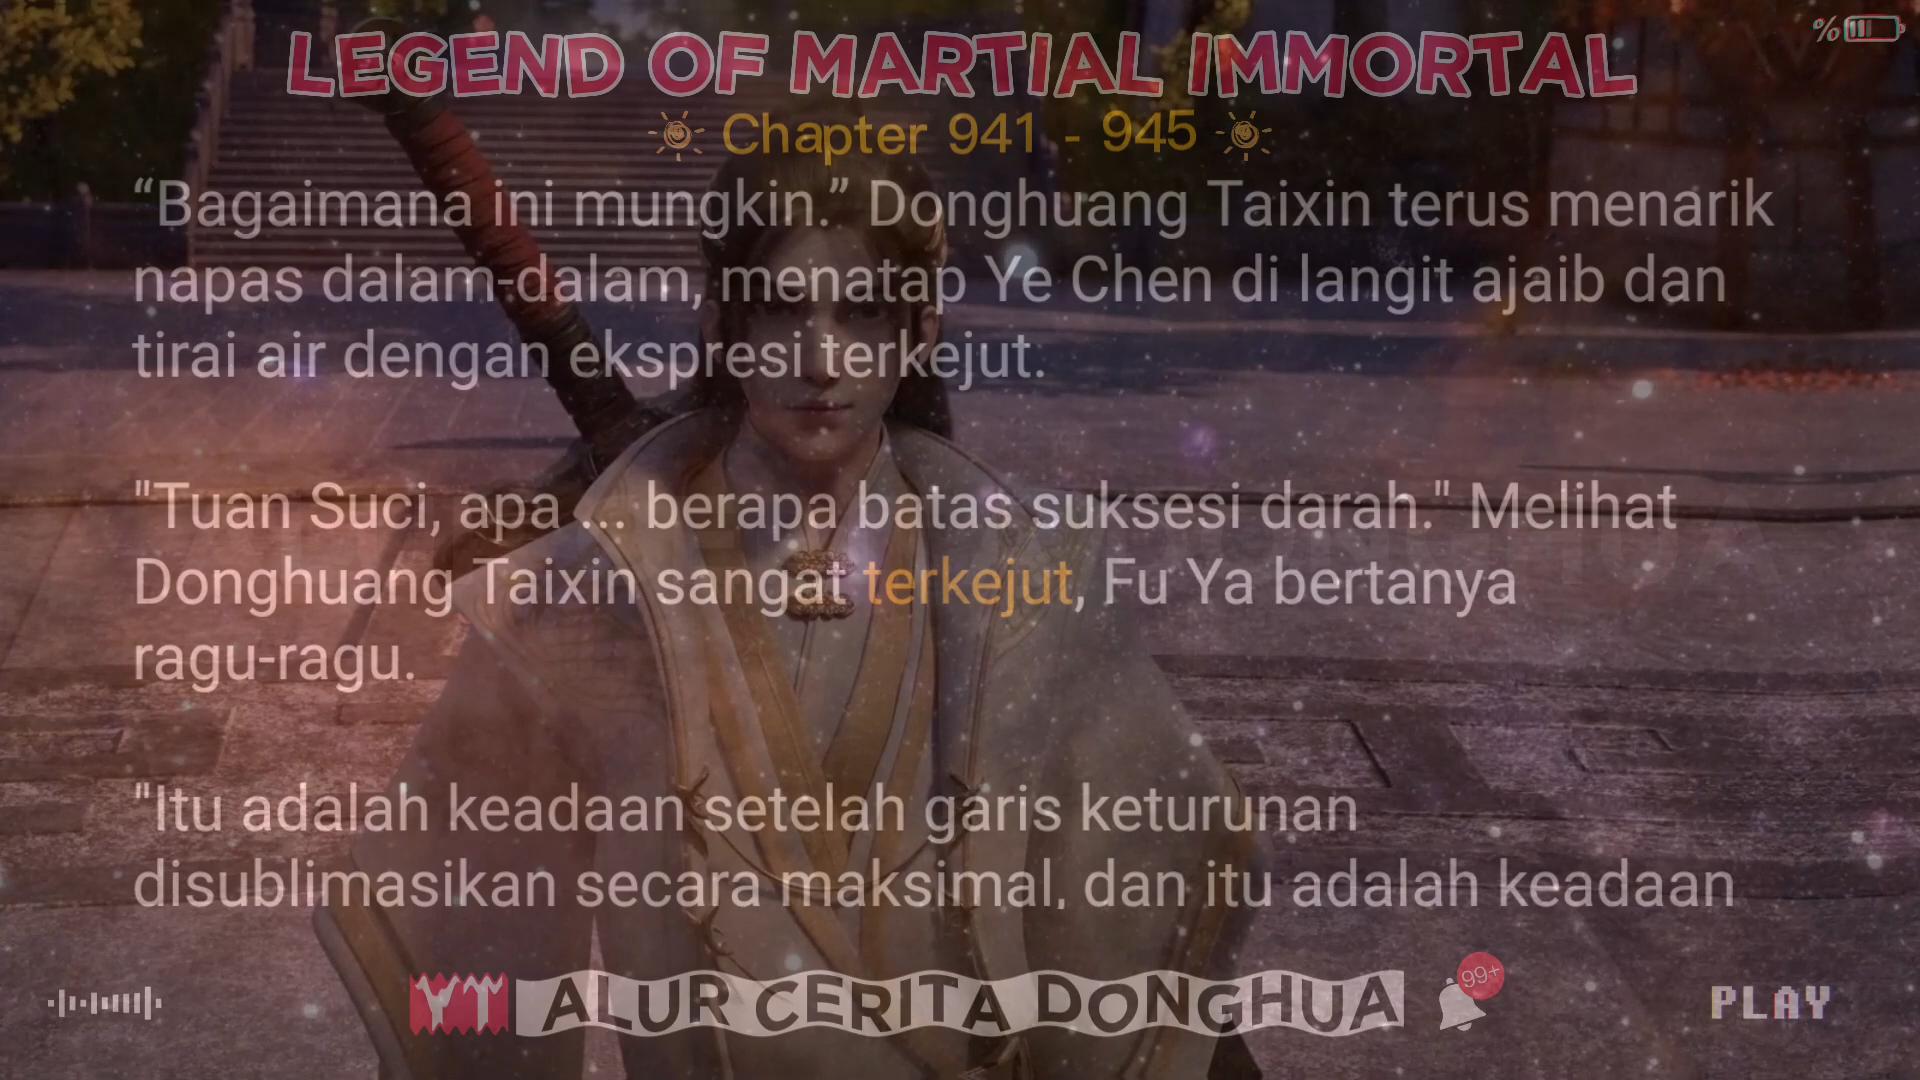 %
LEGEND OF MARTIAL IMMORTAL
Chapter 941 - 945
“Bagaimana ini mungkin.” Donghuang Taixin terus menarik
napas dalam-dalam, menatap Ye Chen di langit ajaib dan
tirai air dengan ekspresi terkejut.
"Tuan Suci, apa ... berapa batas suksesi darah." Melihat
Donghuang Taixin sangat terkejut, Fu Ya bertanya
ragu-ragu.
"Itu adalah keadaan setelah garis keturunan
disublimasikan secara maksimal, dan itu adalah keadaan
YT ALUR CERITA DONGHUA
99+
PLAY